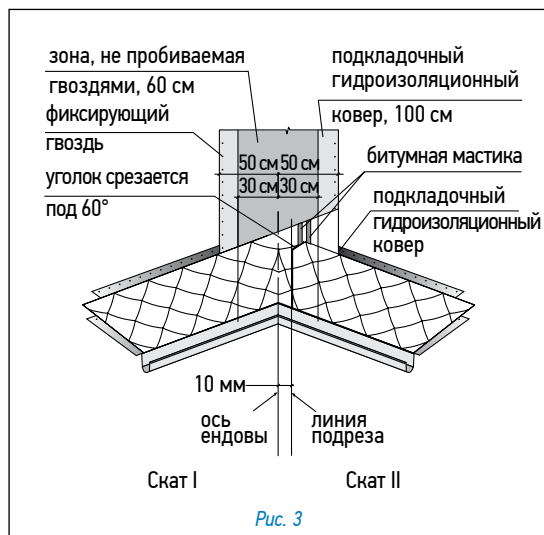 зона, не пробиваемая
гвоздями, 60 см
фиксирующий
гвоздь
уголок срезается
под 60°
подкладочный
гидроизоляционный
ковер, 100 см
битумная мастика
подкладочный
гидроизоляционный
ковер
50 см 50 см
30 см 30 см
10 мм
ось
ендовы
линия
подреза
Скат I
Скат II
Рис. 3